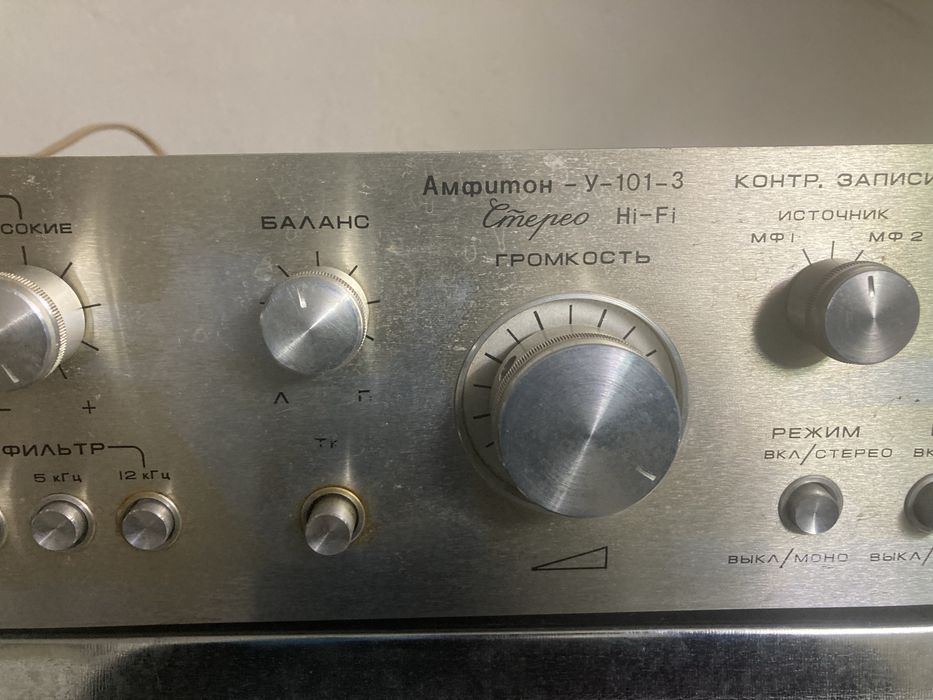 Амфитон - У-101-3
Стерео Hi-Fi
ГРОМКОСТЬ
СОКИЕ
- +
БАЛАНС
Л П
ФИЛЬТР
5 кГц 12 кГц
Тк
КОНТР. ЗАПИСИ
ИСТОЧНИК
МФ1 МФ2
РЕЖИМ
ВКЛ/СТЕРЕО
ВЫКЛ/МОНО
ВЫКЛ/